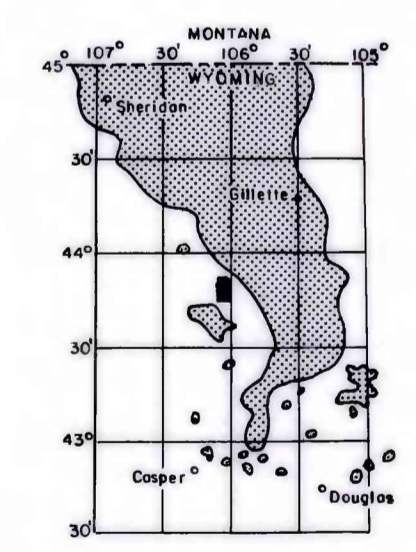 MONTANA
45° 107° 30' 106° 30' 105°
WYOMING
Sheridan
30'
Gillette
44°
30'
43°
Casper
Douglas
30'